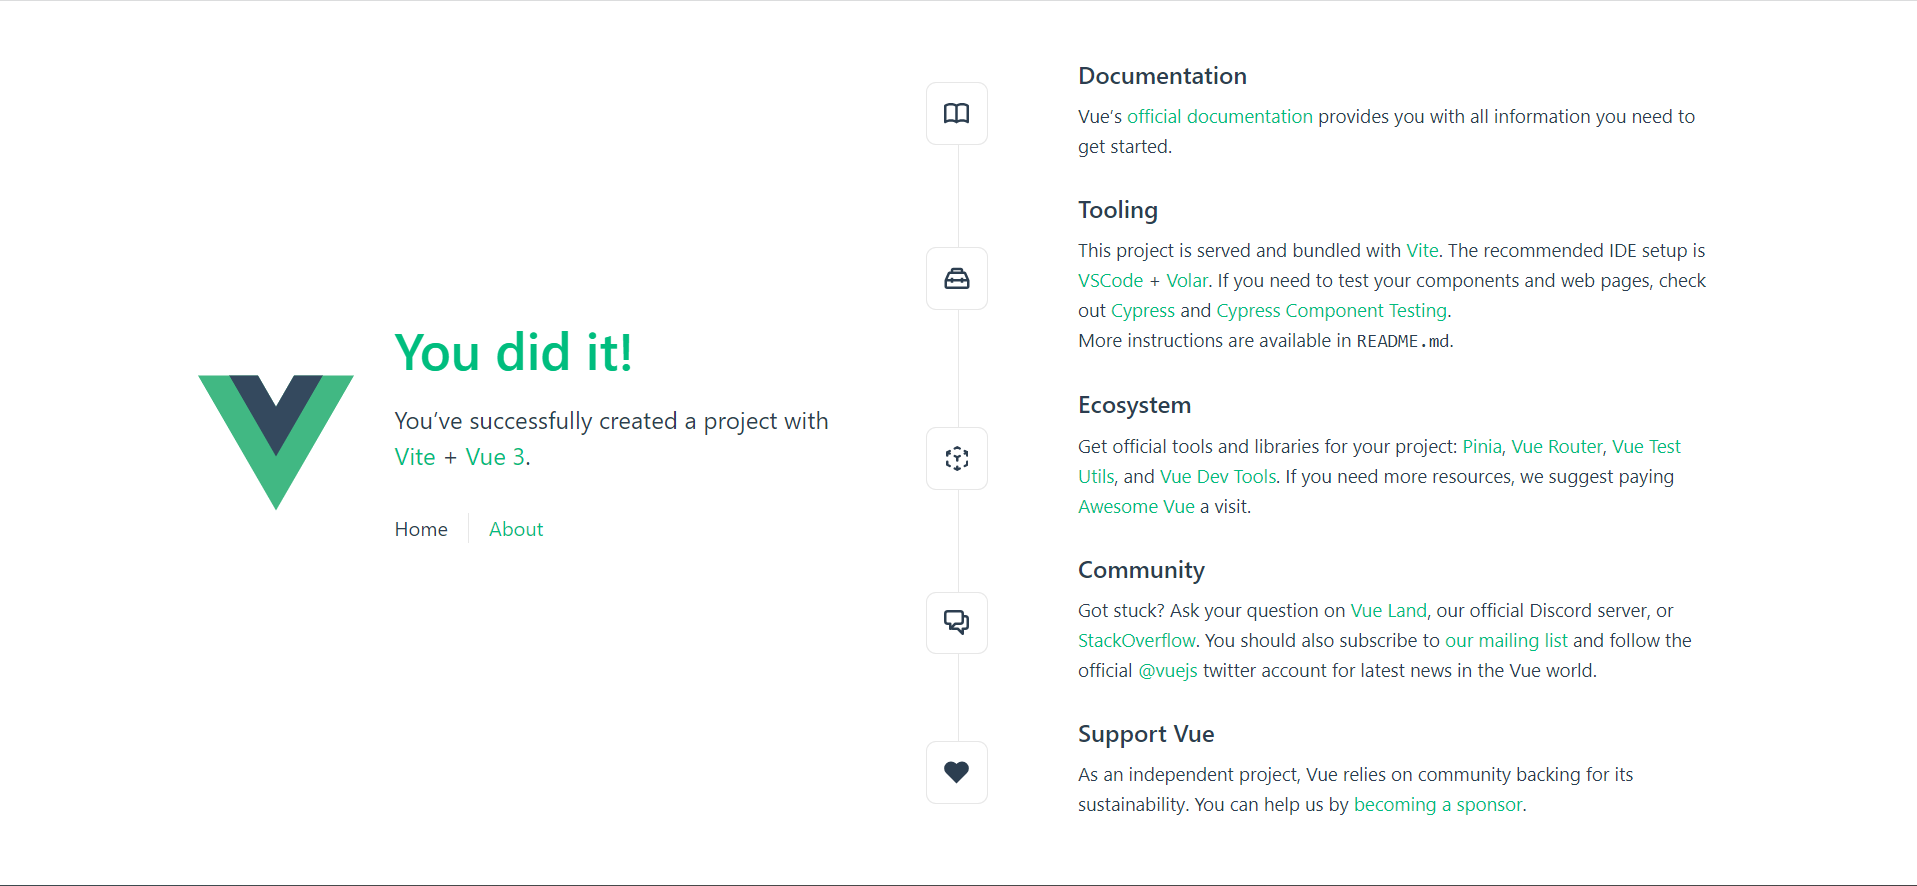 You did it!
You’ve successfully created a project with
Vite + Vue 3.
Home
About
Documentation
Vue’s official documentation provides you with all information you need to
get started.
Tooling
This project is served and bundled with Vite. The recommended IDE setup is
VSCode + Volar. If you need to test your components and web pages, check
out Cypress and Cypress Component Testing.
More instructions are available in README.md.
Ecosystem
Get official tools and libraries for your project: Pinia, Vue Router, Vue Test
Utils, and Vue Dev Tools. If you need more resources, we suggest paying
Awesome Vue a visit.
Community
Got stuck? Ask your question on Vue Land, our official Discord server, or
StackOverflow. You should also subscribe to our mailing list and follow the
official @vuejs twitter account for latest news in the Vue world.
Support Vue
As an independent project, Vue relies on community backing for its
sustainability. You can help us by becoming a sponsor.